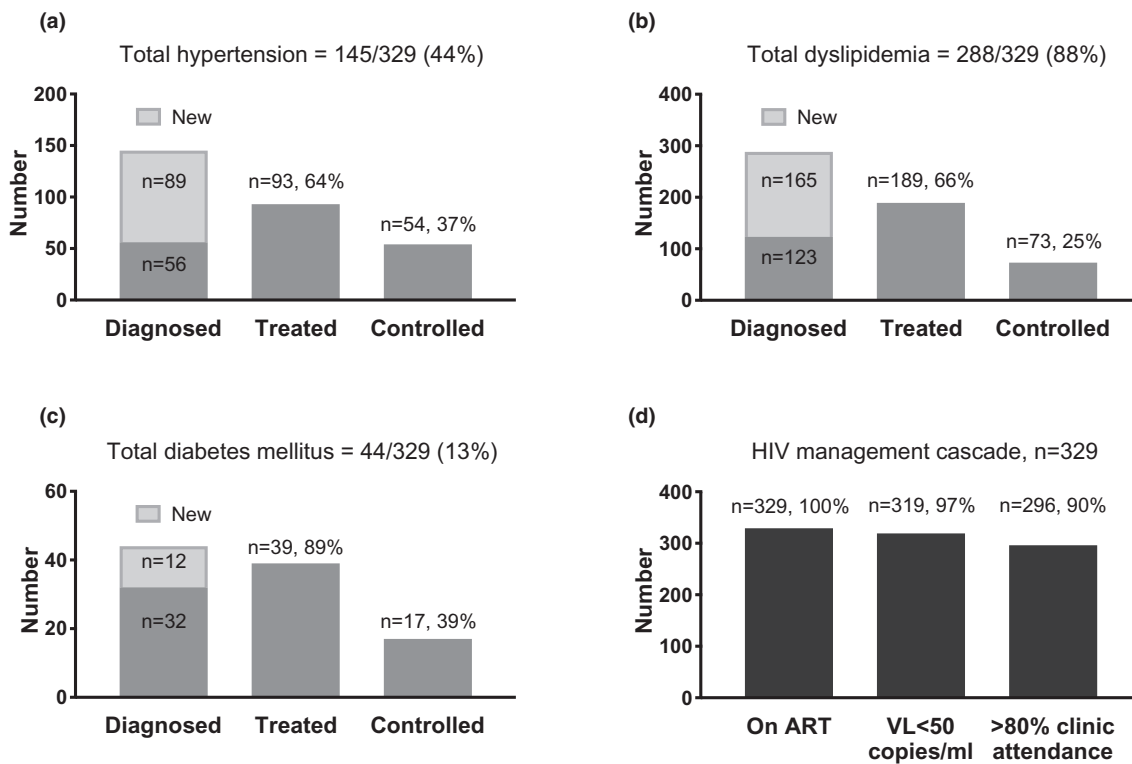 (a)
Total hypertension = 145/329 (44%)
200
150
100
50
0
Number
New
n=89
n=56
n=93, 64%
n=54, 37%
Diagnosed Treated Controlled
(b)
Total dyslipidemia = 288/329 (88%)
400
300
200
100
0
Number
New
n=165
n=123
n=189, 66%
n=73, 25%
Diagnosed Treated Controlled
(c)
Total diabetes mellitus = 44/329 (13%)
60
40
20
0
Number
New
n=12
n=32
n=39, 89%
n=17, 39%
Diagnosed Treated Controlled
(d)
HIV management cascade, n=329
400
300
200
100
0
Number
n=329, 100% n=319, 97% n=296, 90%
On ART VL<50 >80% clinic
copies/ml attendance